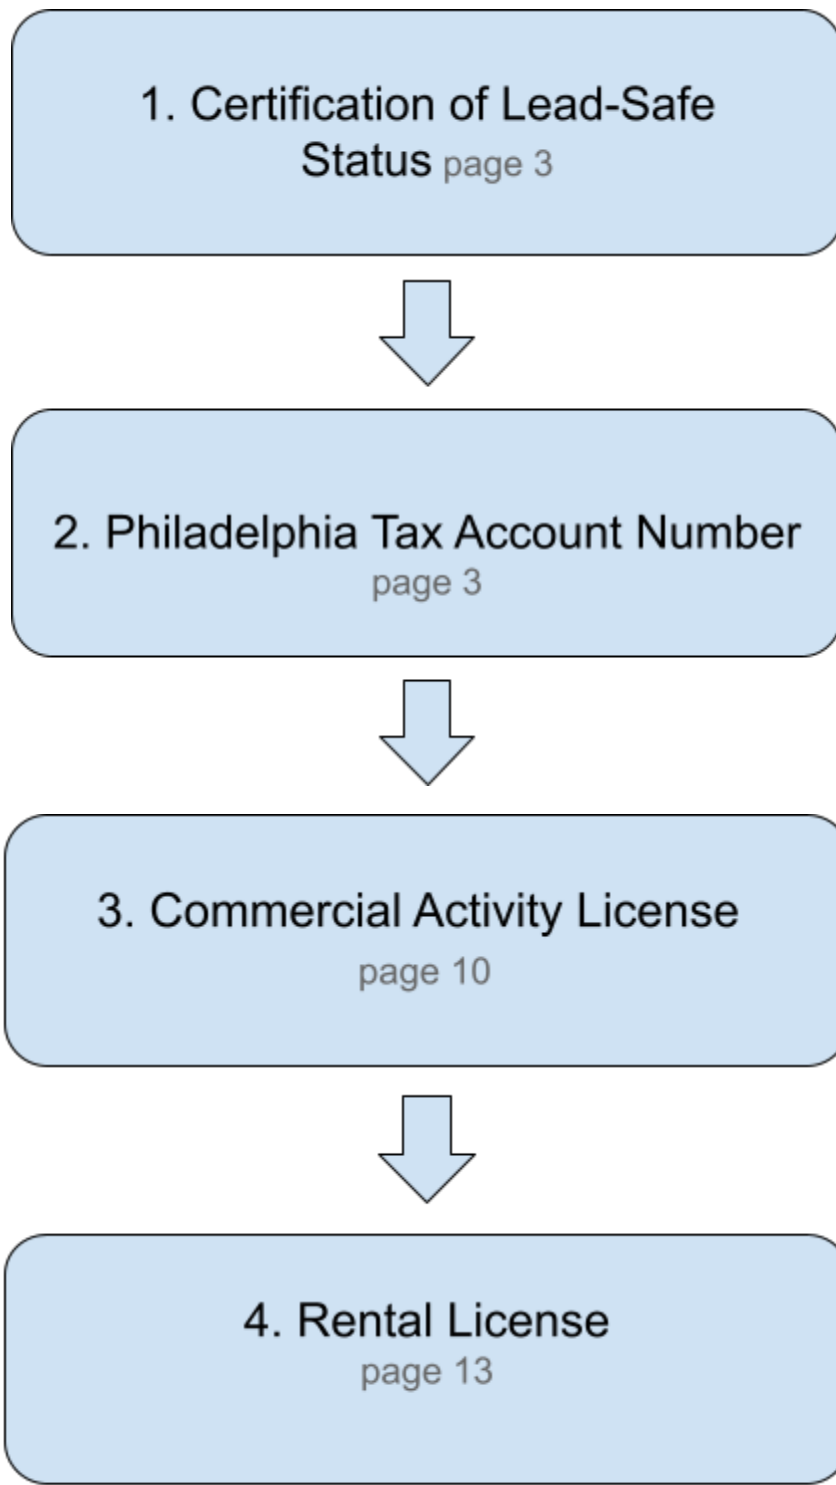 1. Certification of Lead-Safe
Status page 3
2. Philadelphia Tax Account Number
page 3
3. Commercial Activity License
page 10
4. Rental License
page 13